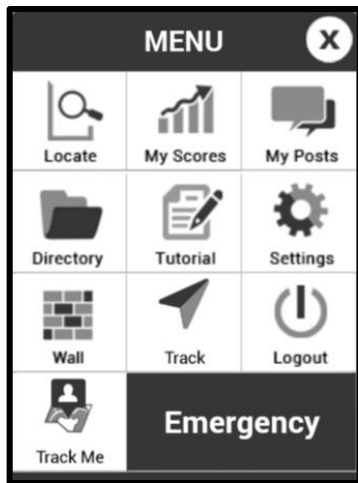 MENU X
Locate My Scores My Posts
Directory Tutorial Settings
Wall Track Logout
Track Me Emergency